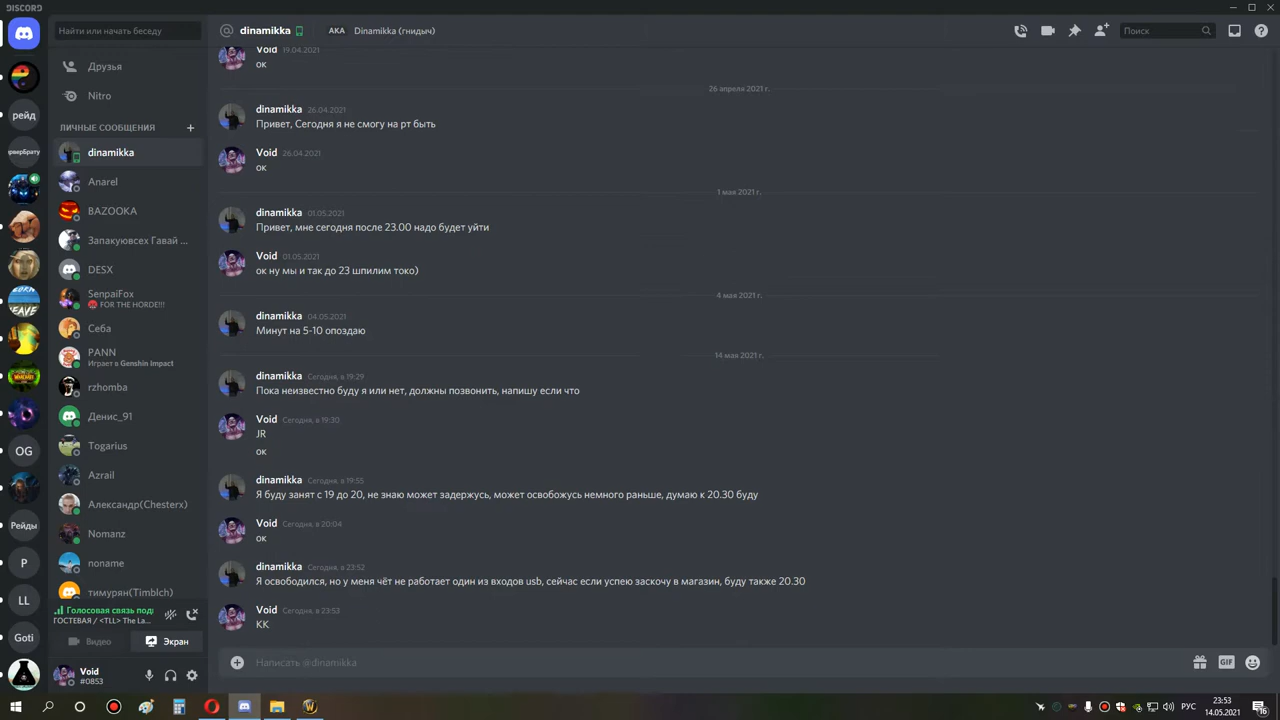 DISCORD
Найти или начать беседу
dinamikka
AKA
Dinamikka (гнидыч)
Поиск
Друзья
Nitro
ЛИЧНЫЕ СООБЩЕНИЯ
dinamikka
Anarel
BAZOOKA
Запакуювсех Гавай ...
DESX
SenpaiFox
FOR THE HORDE!!!
Себа
PANN
Играет в Genshin Impact
rzhomba
Денис_91
Togarius
Azrail
Александр(Chesterx)
Nomanz
noname
тимурян(Timblch)
рейд
OG
Рейды
P
LL
Goti
Void 19.04.2021
ок
26 апреля 2021 г.
dinamikka 26.04.2021
Привет, Сегодня я не смогу на рт быть
Void 26.04.2021
ок
1 мая 2021 г.
dinamikka 01.05.2021
Привет, мне сегодня после 23.00 надо будет уйти
Void 01.05.2021
ок ну мы и так до 23 шпилим токо)
4 мая 2021 г.
dinamikka 04.05.2021
Минут на 5-10 опоздаю
14 мая 2021 г.
dinamikka Сегодня, в 19:29
Пока неизвестно буду я или нет, должны позвонить, напишу если что
Void Сегодня, в 19:30
JR
ок
dinamikka Сегодня, в 19:55
Я буду занят с 19 до 20, не знаю может задержусь, может освобожусь немного раньше, думаю к 20.30 буду
Void Сегодня, в 20:04
ок
dinamikka Сегодня, в 23:52
Я освободился, но у меня чёт не работает один из входов usb, сейчас если успею заскочу в магазин, буду также 20.30
Void Сегодня, в 23:53
КК
Голосовая связь под
ГОСТЕВАЯ / <TLL> The La...
Видео
Экран
Void
#0853
Написать @dinamikka
GIF
РУС
23:53
14.05.2021
16